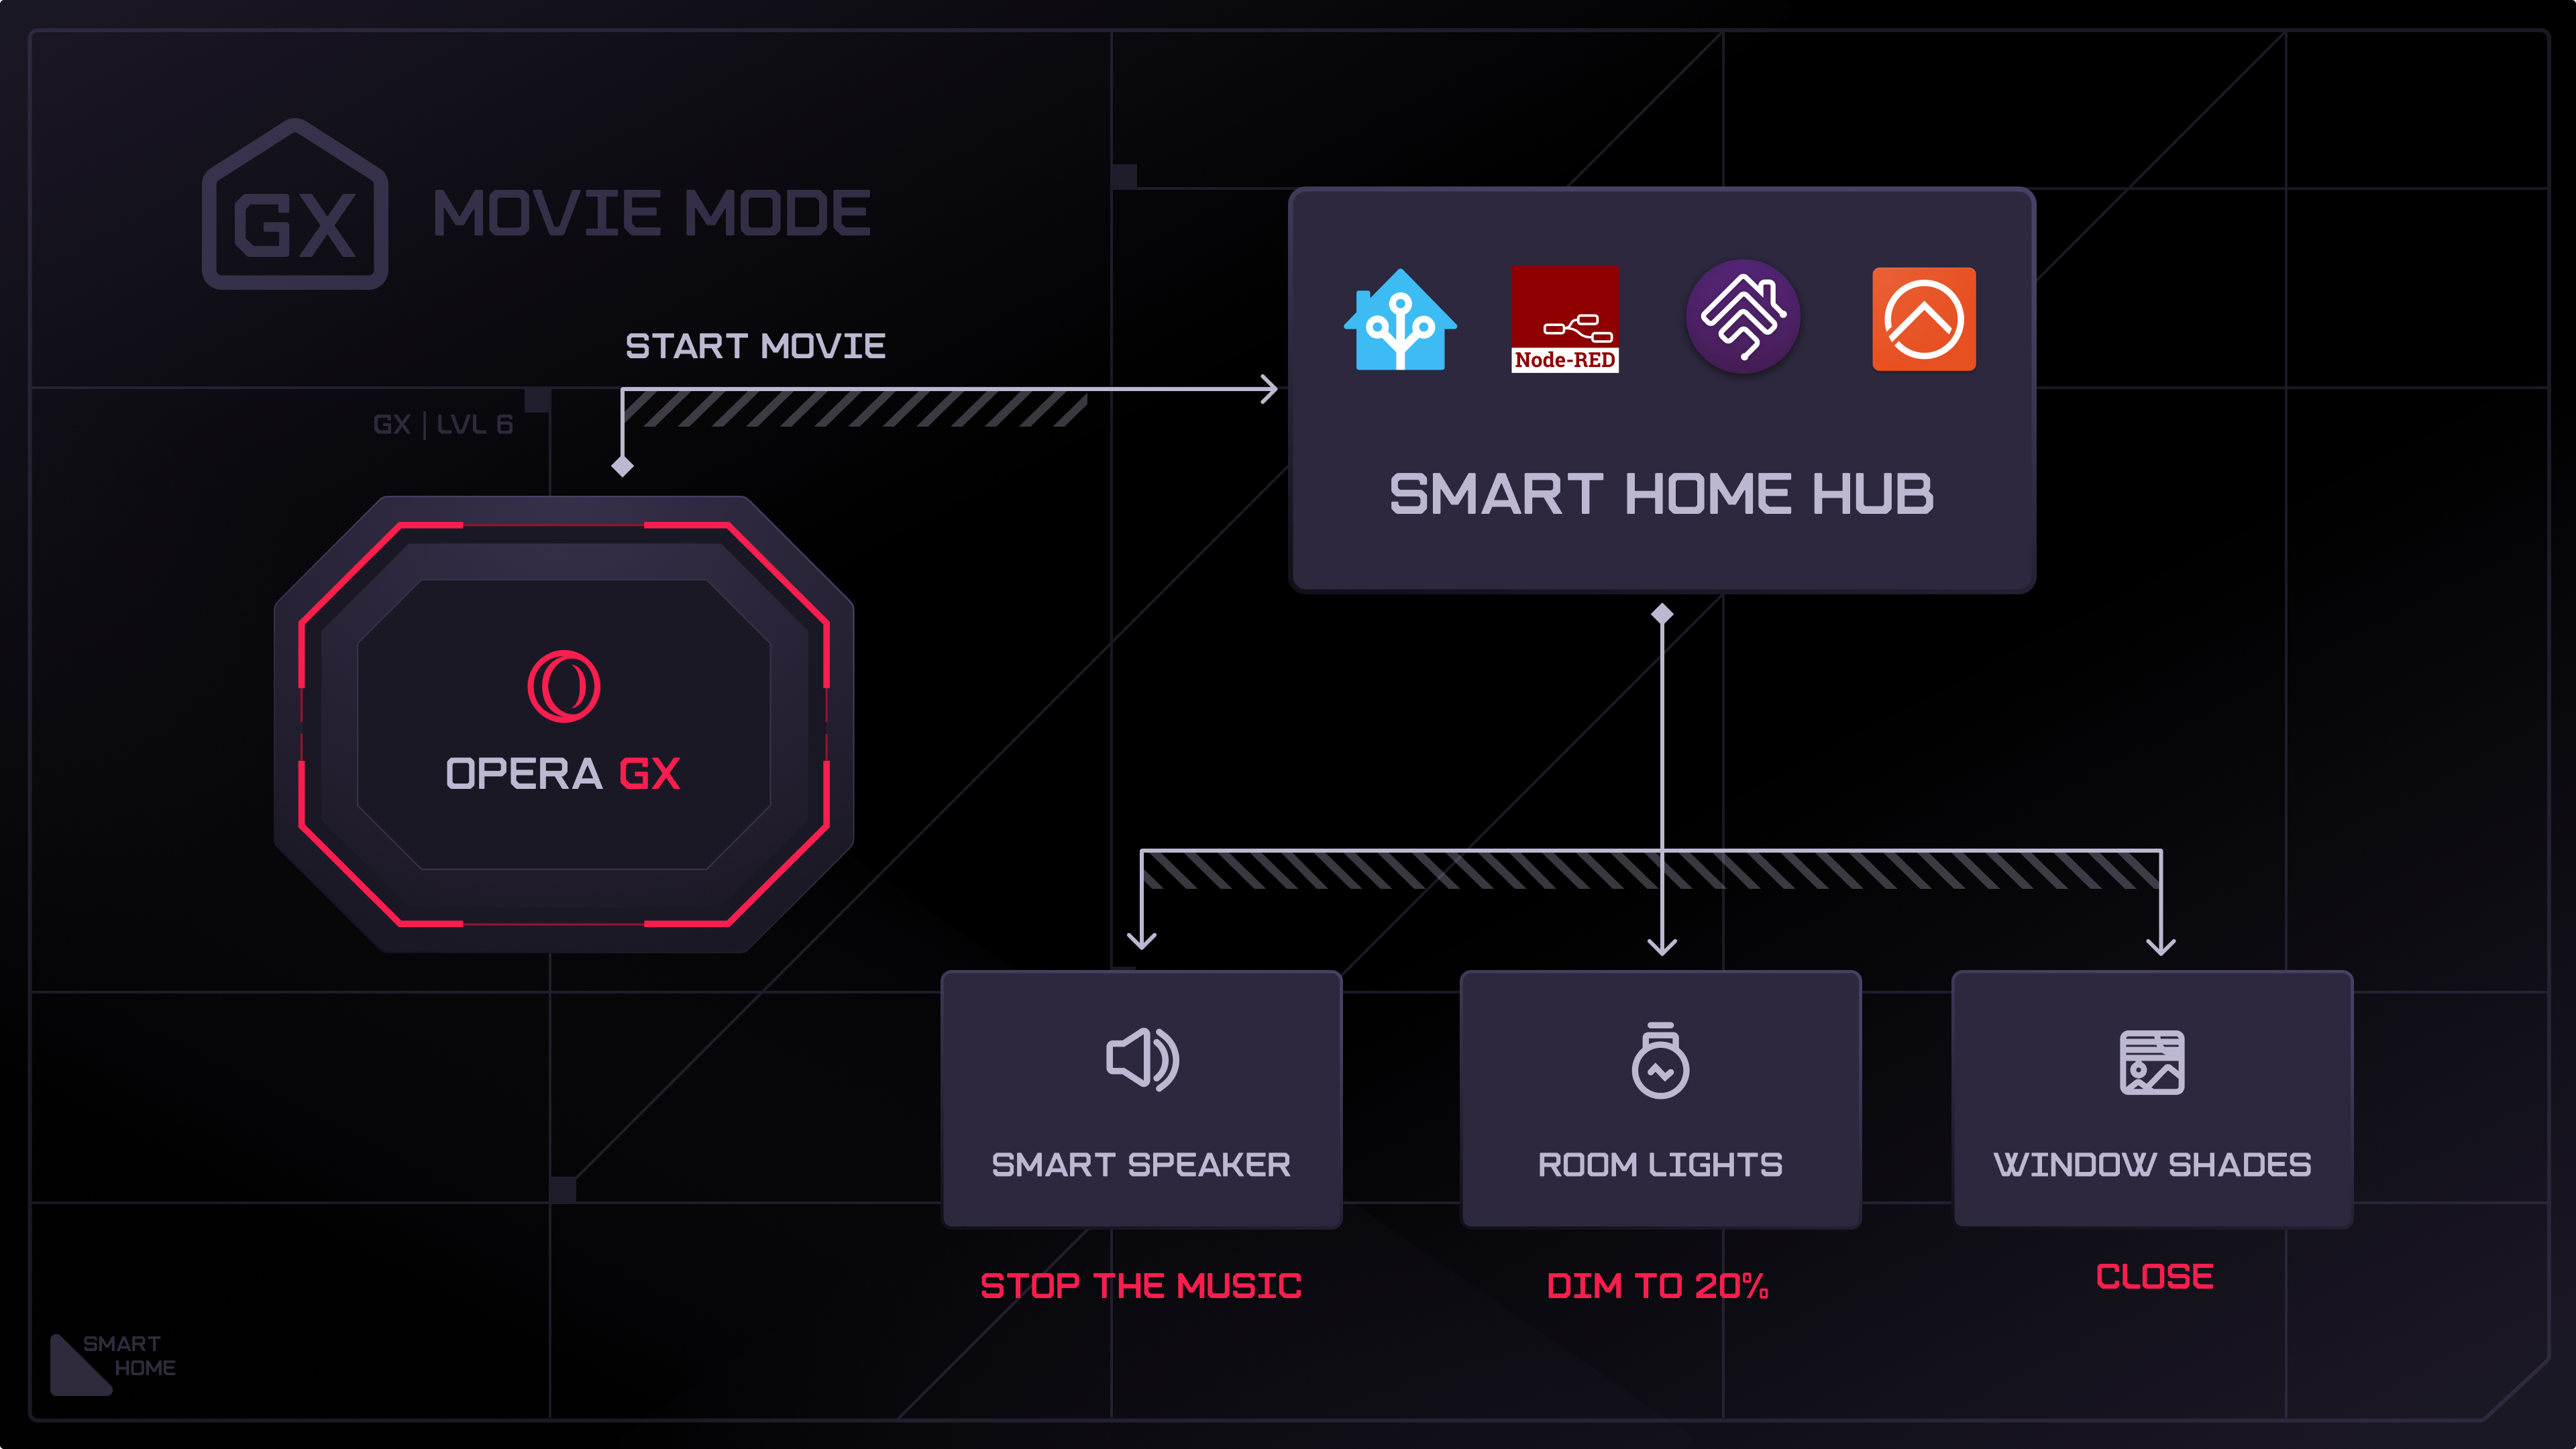 GX
MOVIE MODE
START MOVIE
GX | LVL 6
Node-RED
SMART HOME HUB
OPERA GX
SMART SPEAKER
ROOM LIGHTS
WINDOW SHADES
STOP THE MUSIC
DIM TO 20%
CLOSE
SMART
HOME